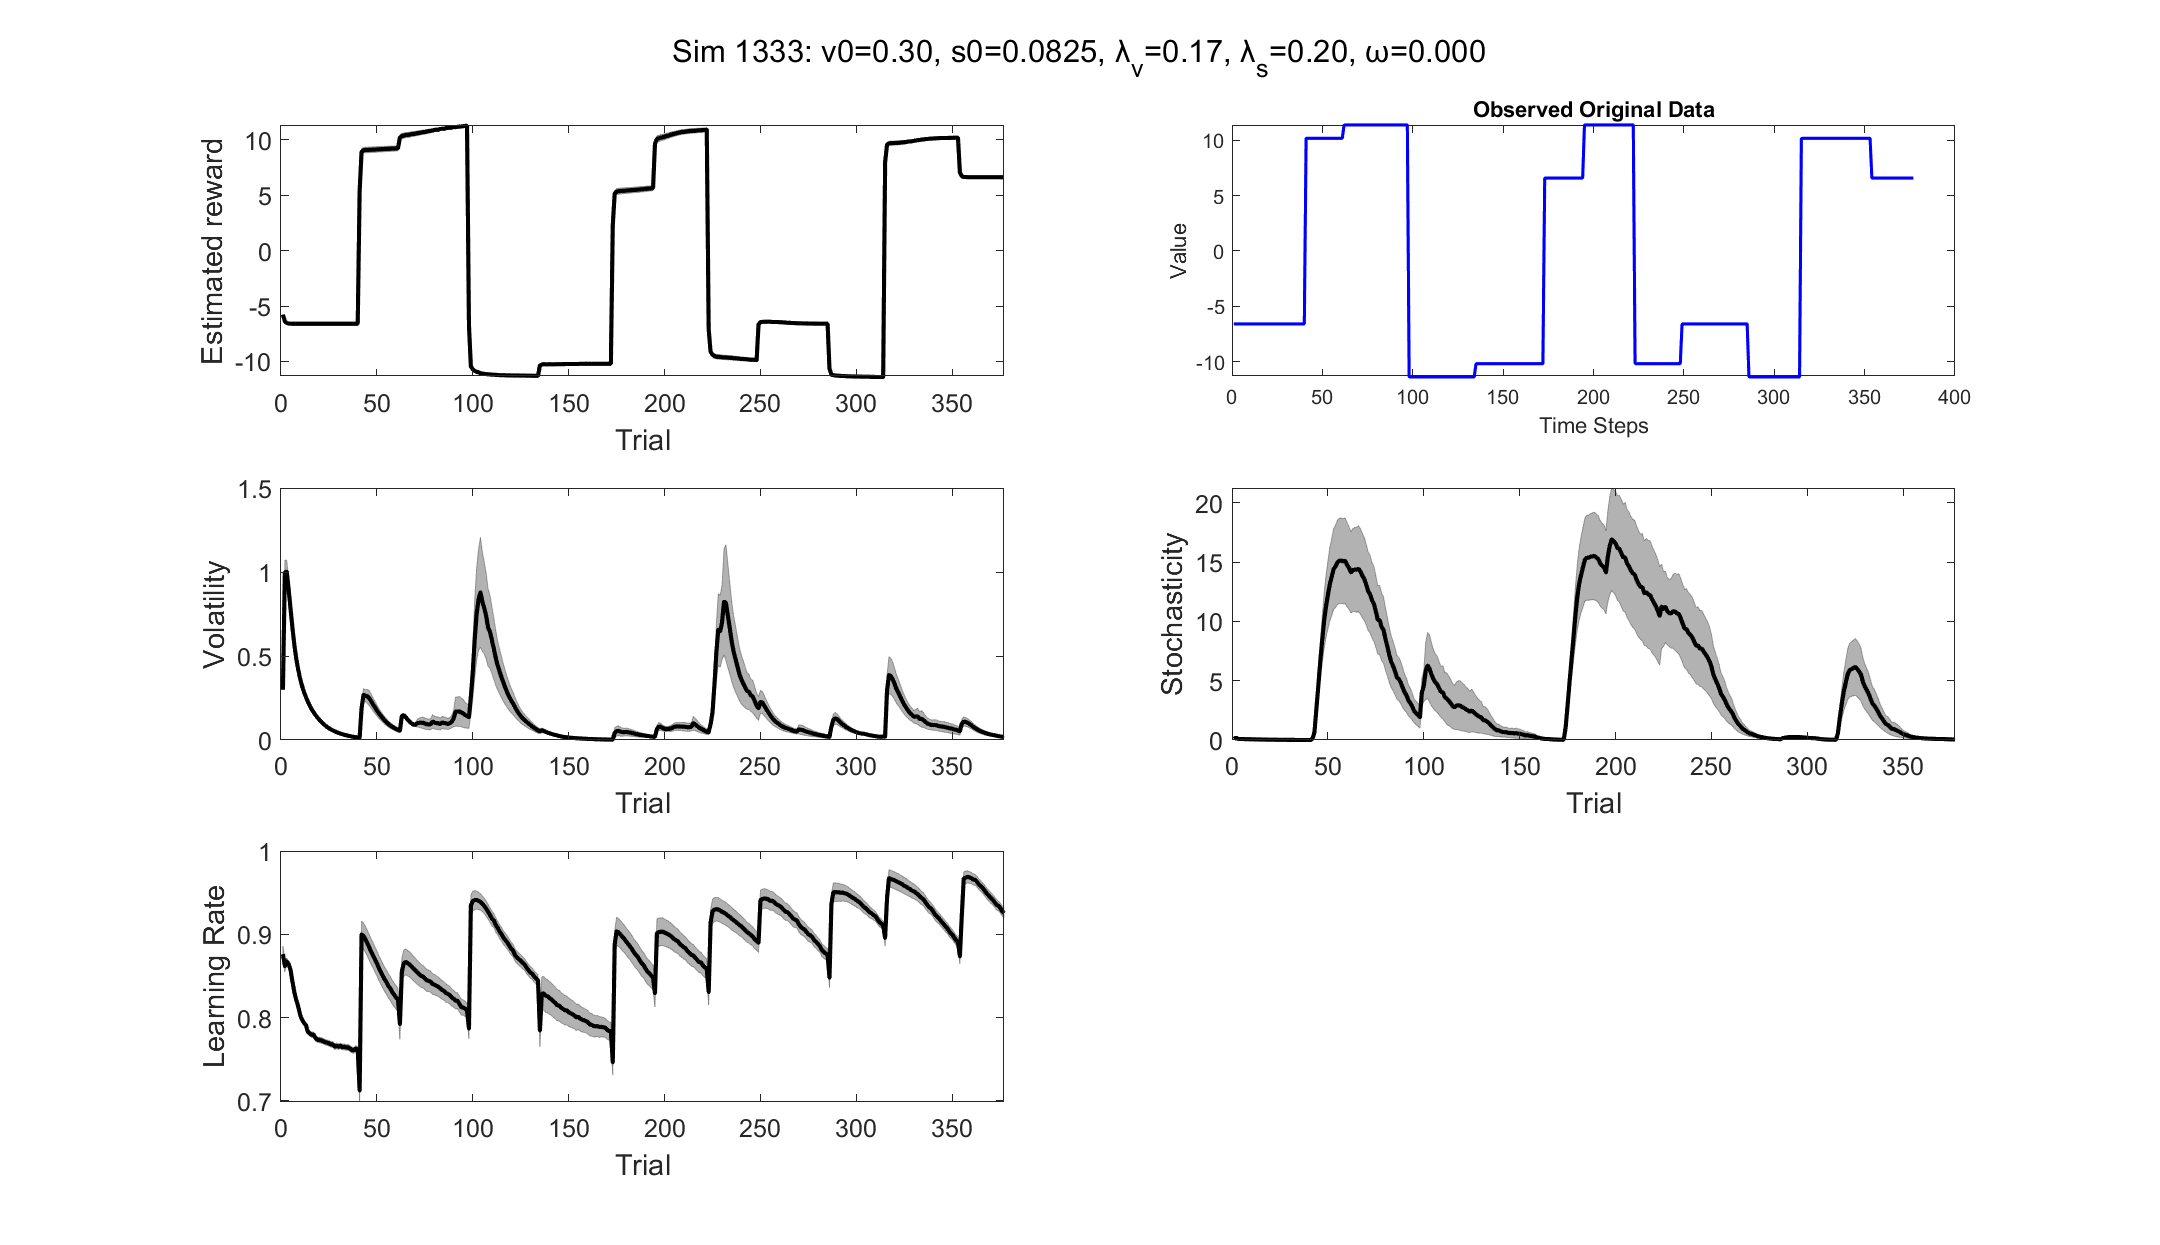 Sim 1333: v0=0.30, s0=0.0825, λv=0.17, λs=0.20, ω=0.000
Estimated reward
10
5
0
-5
-10
0 50 100 150 200 250 300 350
Trial
Observed Original Data
Value
10
5
0
-5
-10
0 50 100 150 200 250 300 350 400
Time Steps
Volatility
1.5
1
0.5
0
0 50 100 150 200 250 300 350
Trial
Stochasticity
20
15
10
5
0
0 50 100 150 200 250 300 350
Trial
Learning Rate
1
0.9
0.8
0.7
0 50 100 150 200 250 300 350
Trial